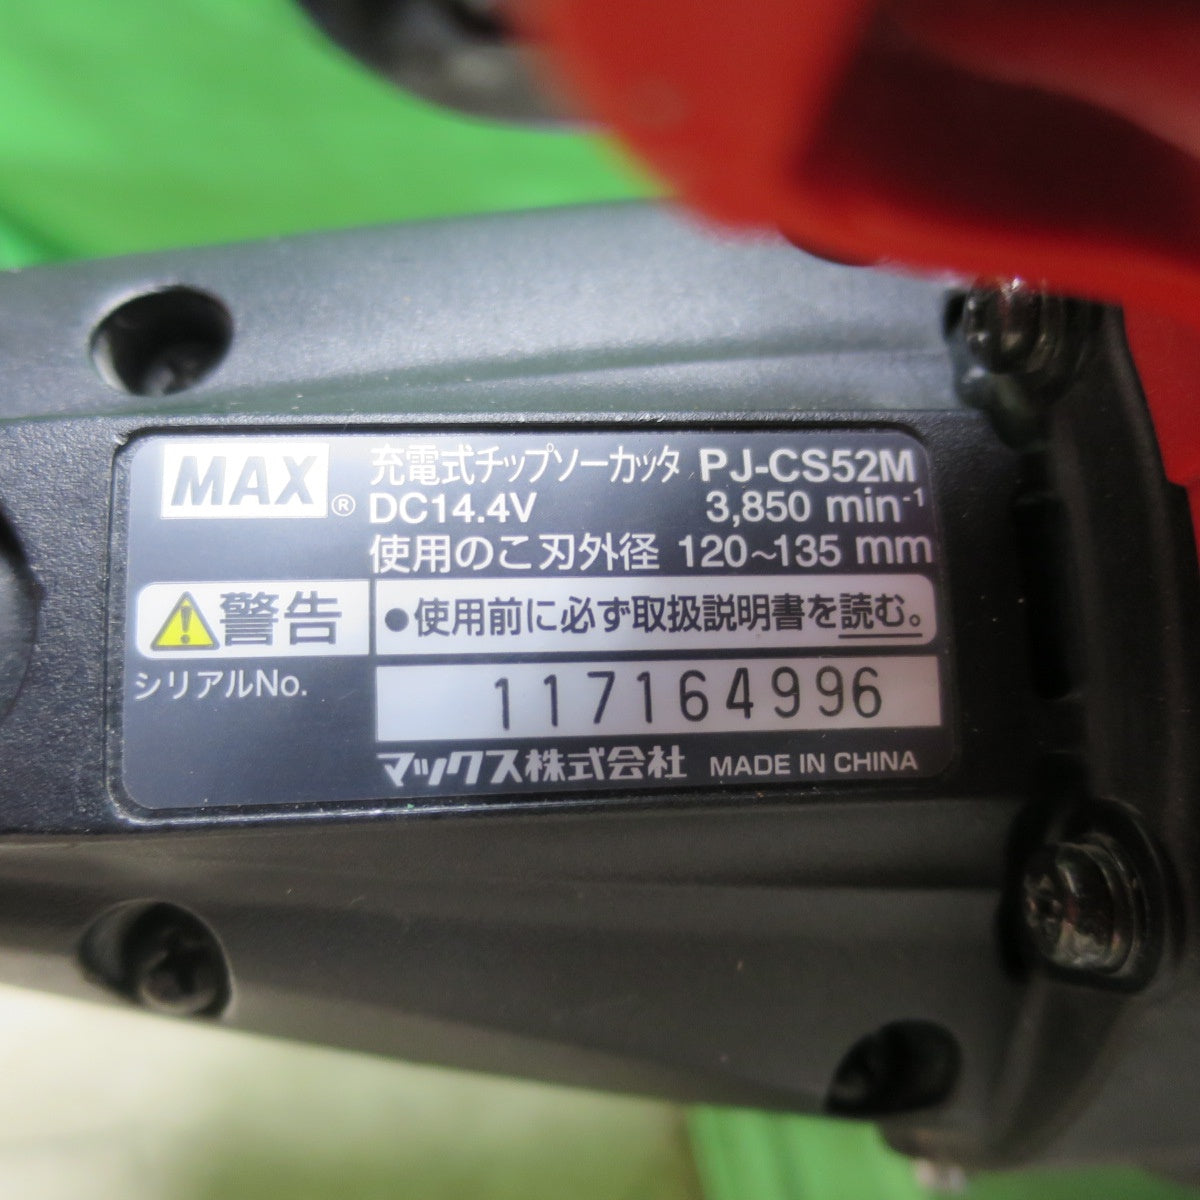 MAX® 充電式チップソーカッタ PJ-CS52M
DC14.4V 3,850 min⁻¹
使用のこ刃外径 120~135 mm
警告 ●使用前に必ず取扱説明書を読む。
シリアルNo. 117164996
マックス株式会社 MADE IN CHINA